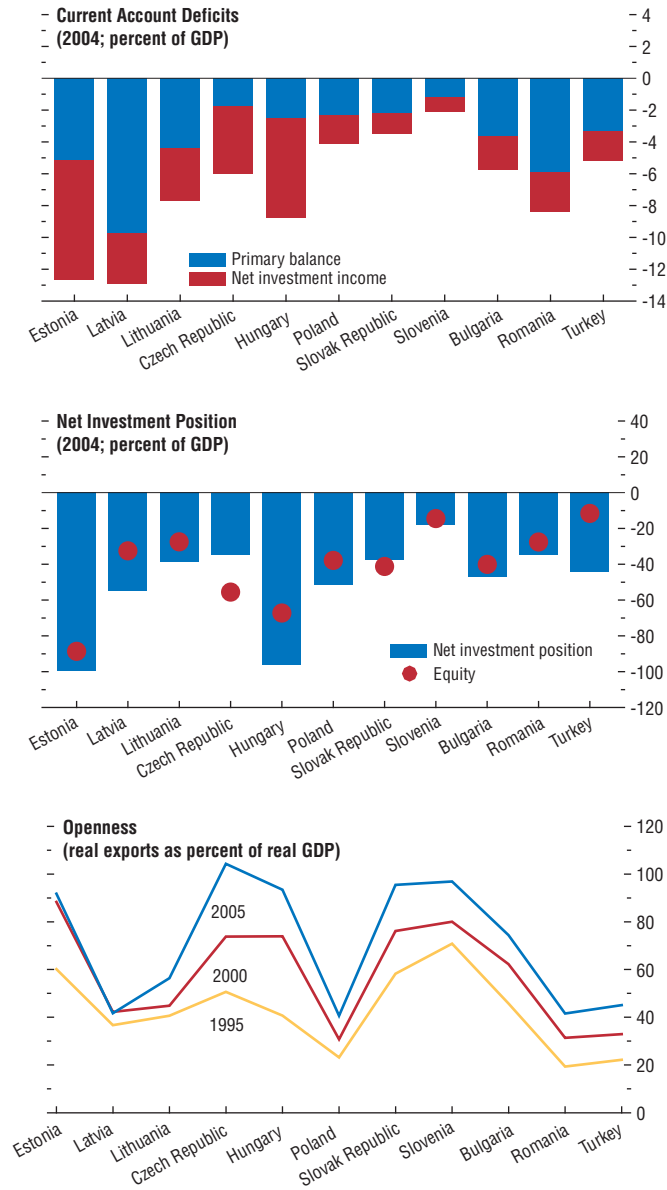 Current Account Deficits
(2004; percent of GDP)
4
2
0
-2
-4
-6
-8
-10
-12
-14
Primary balance
Net investment income
Estonia
Latvia
Lithuania
Czech Republic
Hungary
Poland
Slovak Republic
Slovenia
Bulgaria
Romania
Turkey
Net Investment Position
(2004; percent of GDP)
40
20
0
-20
-40
-60
-80
-100
-120
Net investment position
Equity
Estonia
Latvia
Lithuania
Czech Republic
Hungary
Poland
Slovak Republic
Slovenia
Bulgaria
Romania
Turkey
Openness
(real exports as percent of real GDP)
120
100
80
60
40
20
0
2005
2000
1995
Estonia
Latvia
Lithuania
Czech Republic
Hungary
Poland
Slovak Republic
Slovenia
Bulgaria
Romania
Turkey